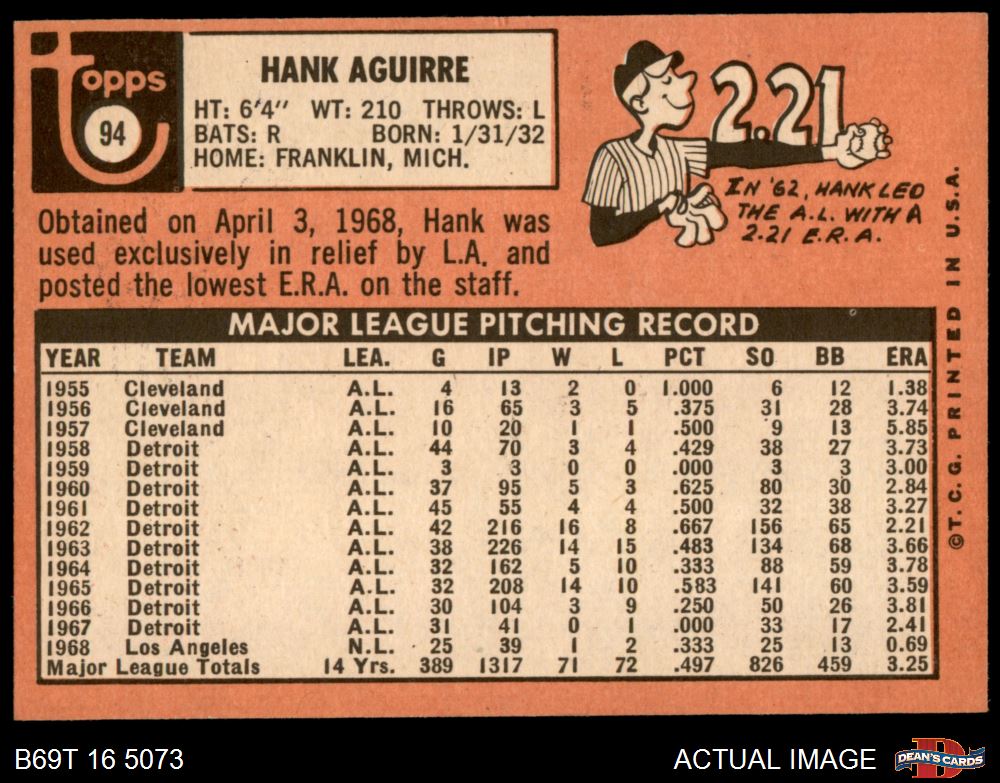 Topps
94
HANK AGUIRRE
HT: 6'4" WT: 210 THROWS: L
BATS: R BORN: 1/31/32
HOME: FRANKLIN, MICH.
2.21
IN '62, HANK LED
THE A.L. WITH A
2.21 E.R.A.
Obtained on April 3, 1968, Hank was
used exclusively in relief by L.A. and
posted the lowest E.R.A. on the staff.
MAJOR LEAGUE PITCHING RECORD
YEAR TEAM LEA. G IP W L PCT SO BB ERA
1955 Cleveland A.L. 4 13 2 0 1.000 6 12 1.38
1956 Cleveland A.L. 16 65 3 5 .375 31 28 3.74
1957 Cleveland A.L. 10 20 1 1 .500 9 13 5.85
1958 Detroit A.L. 44 70 3 4 .429 38 27 3.73
1959 Detroit A.L. 3 3 0 0 .000 3 3 3.00
1960 Detroit A.L. 37 95 5 3 .625 80 30 2.84
1961 Detroit A.L. 45 55 4 4 .500 32 38 3.27
1962 Detroit A.L. 42 216 16 8 .667 156 65 2.21
1963 Detroit A.L. 38 226 14 15 .483 134 68 3.66
1964 Detroit A.L. 32 162 5 10 .333 88 59 3.78
1965 Detroit A.L. 32 208 14 10 .583 141 60 3.59
1966 Detroit A.L. 30 104 3 9 .250 50 26 3.81
1967 Detroit A.L. 31 41 0 1 .000 33 17 2.41
1968 Los Angeles N.L. 25 39 1 2 .333 25 13 0.69
Major League Totals 14 Yrs. 389 1317 71 72 .497 826 459 3.25
©T.C.G. PRINTED IN U.S.A.
B69T 16 5073
ACTUAL IMAGE
D
DEAN'S CARDS